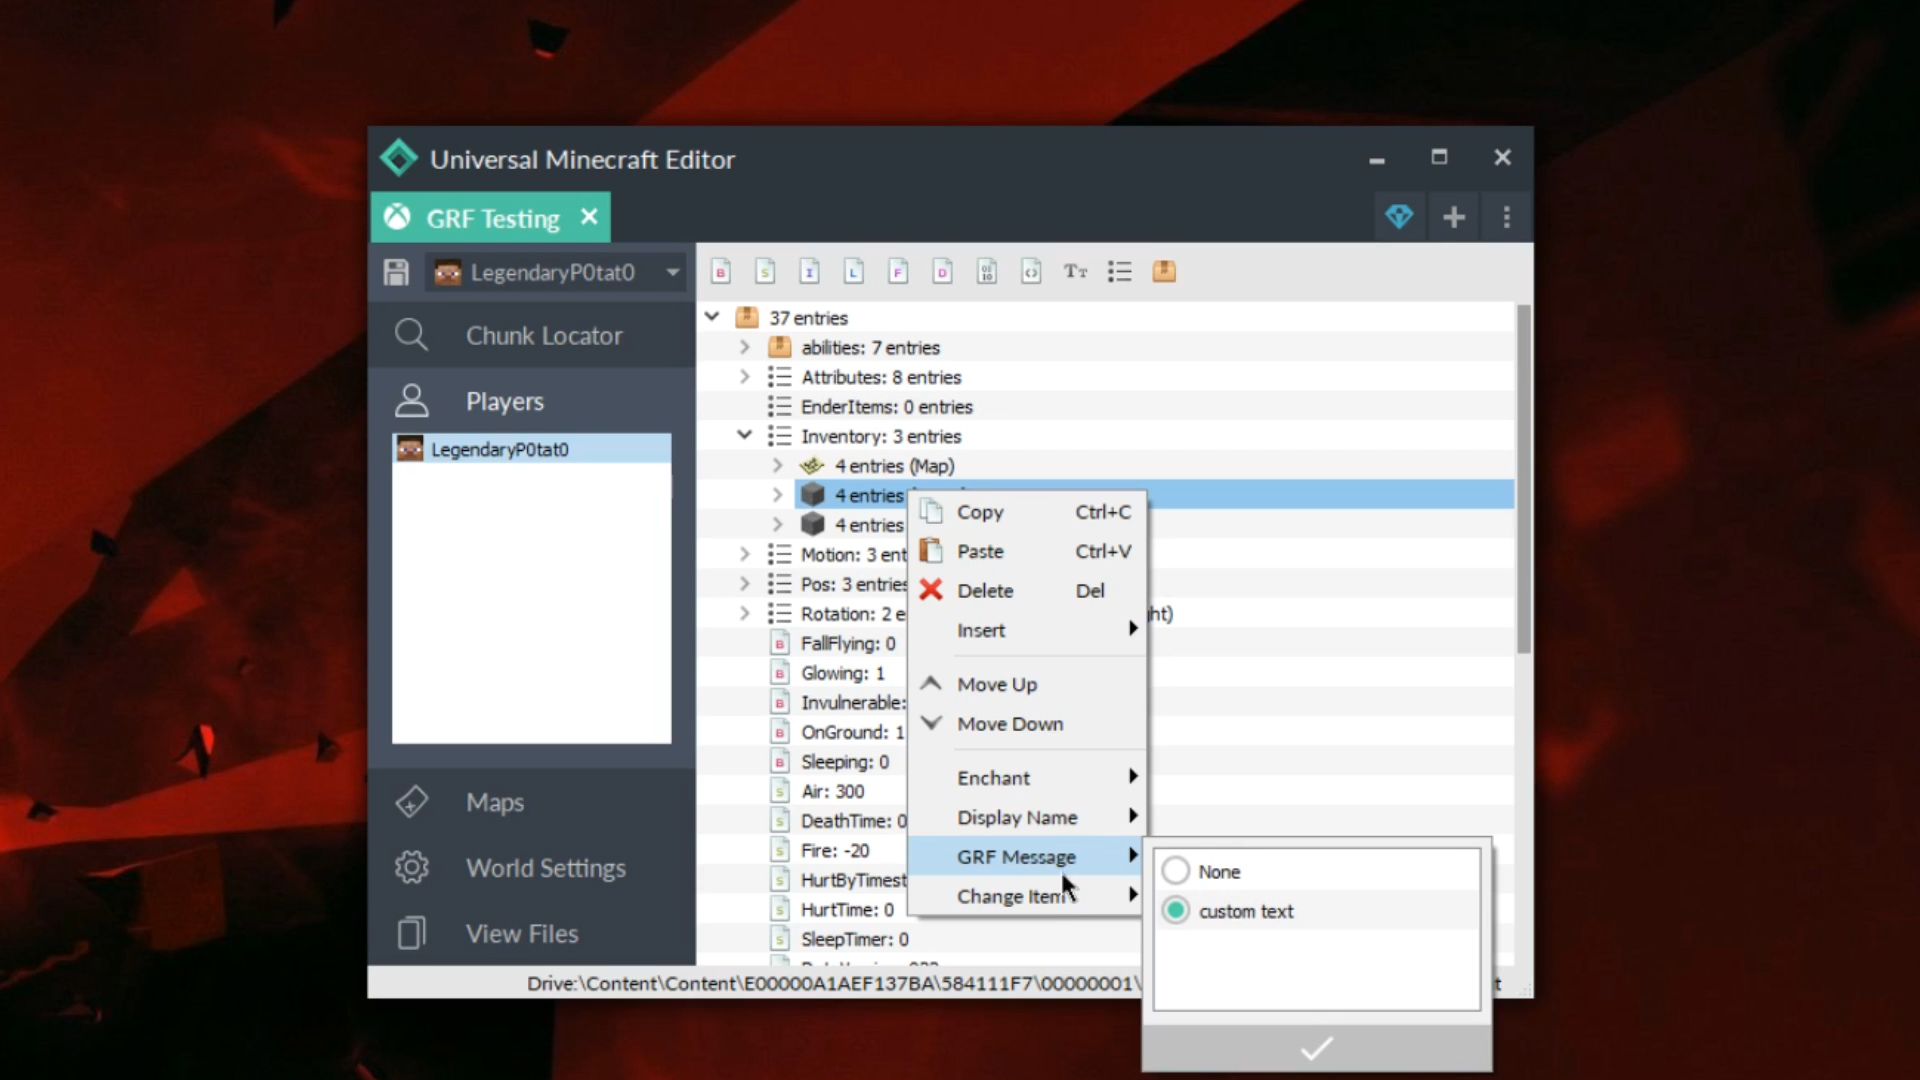 Universal Minecraft Editor
GRF Testing
LegendaryP0tat0
B S I L F D 01 10 <> TT
Chunk Locator
Players
LegendaryP0tat0
Maps
World Settings
View Files
37 entries
abilities: 7 entries
Attributes: 8 entries
EnderItems: 0 entries
Inventory: 3 entries
4 entries (Map)
4 entries
4 entries
Motion: 3 ent
Pos: 3 entries
Rotation: 2 e
ht)
B FallFlying: 0
B Glowing: 1
B Invulnerable:
B OnGround: 1
B Sleeping: 0
S Air: 300
S DeathTime: 0
S Fire: -20
S HurtByTimest
S HurtTime: 0
S SleepTimer: 0
Copy Ctrl+C
Paste Ctrl+V
Delete Del
Insert
Move Up
Move Down
Enchant
Display Name
GRF Message
Change Item
None
custom text
Drive:\Content\Content\E00000A1AEF137BA\584111F7\00000001\
t